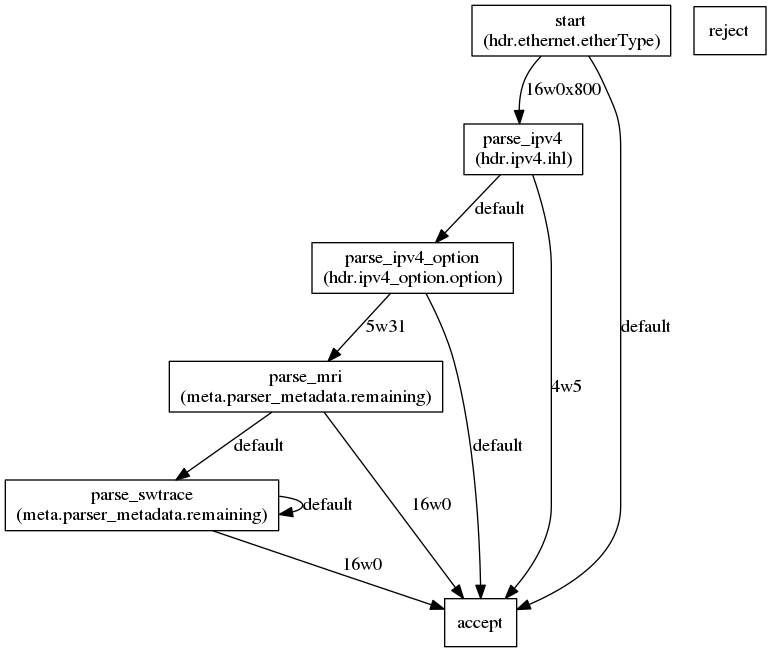 start
(hdr.ethernet.etherType)
reject
16w0x800
parse_ipv4
(hdr.ipv4.ihl)
default
parse_ipv4_option
(hdr.ipv4_option.option)
5w31
default
parse_mri
(meta.parser_metadata.remaining)
4w5
default
default
parse_swtrace
(meta.parser_metadata.remaining)
default
16w0
16w0
accept